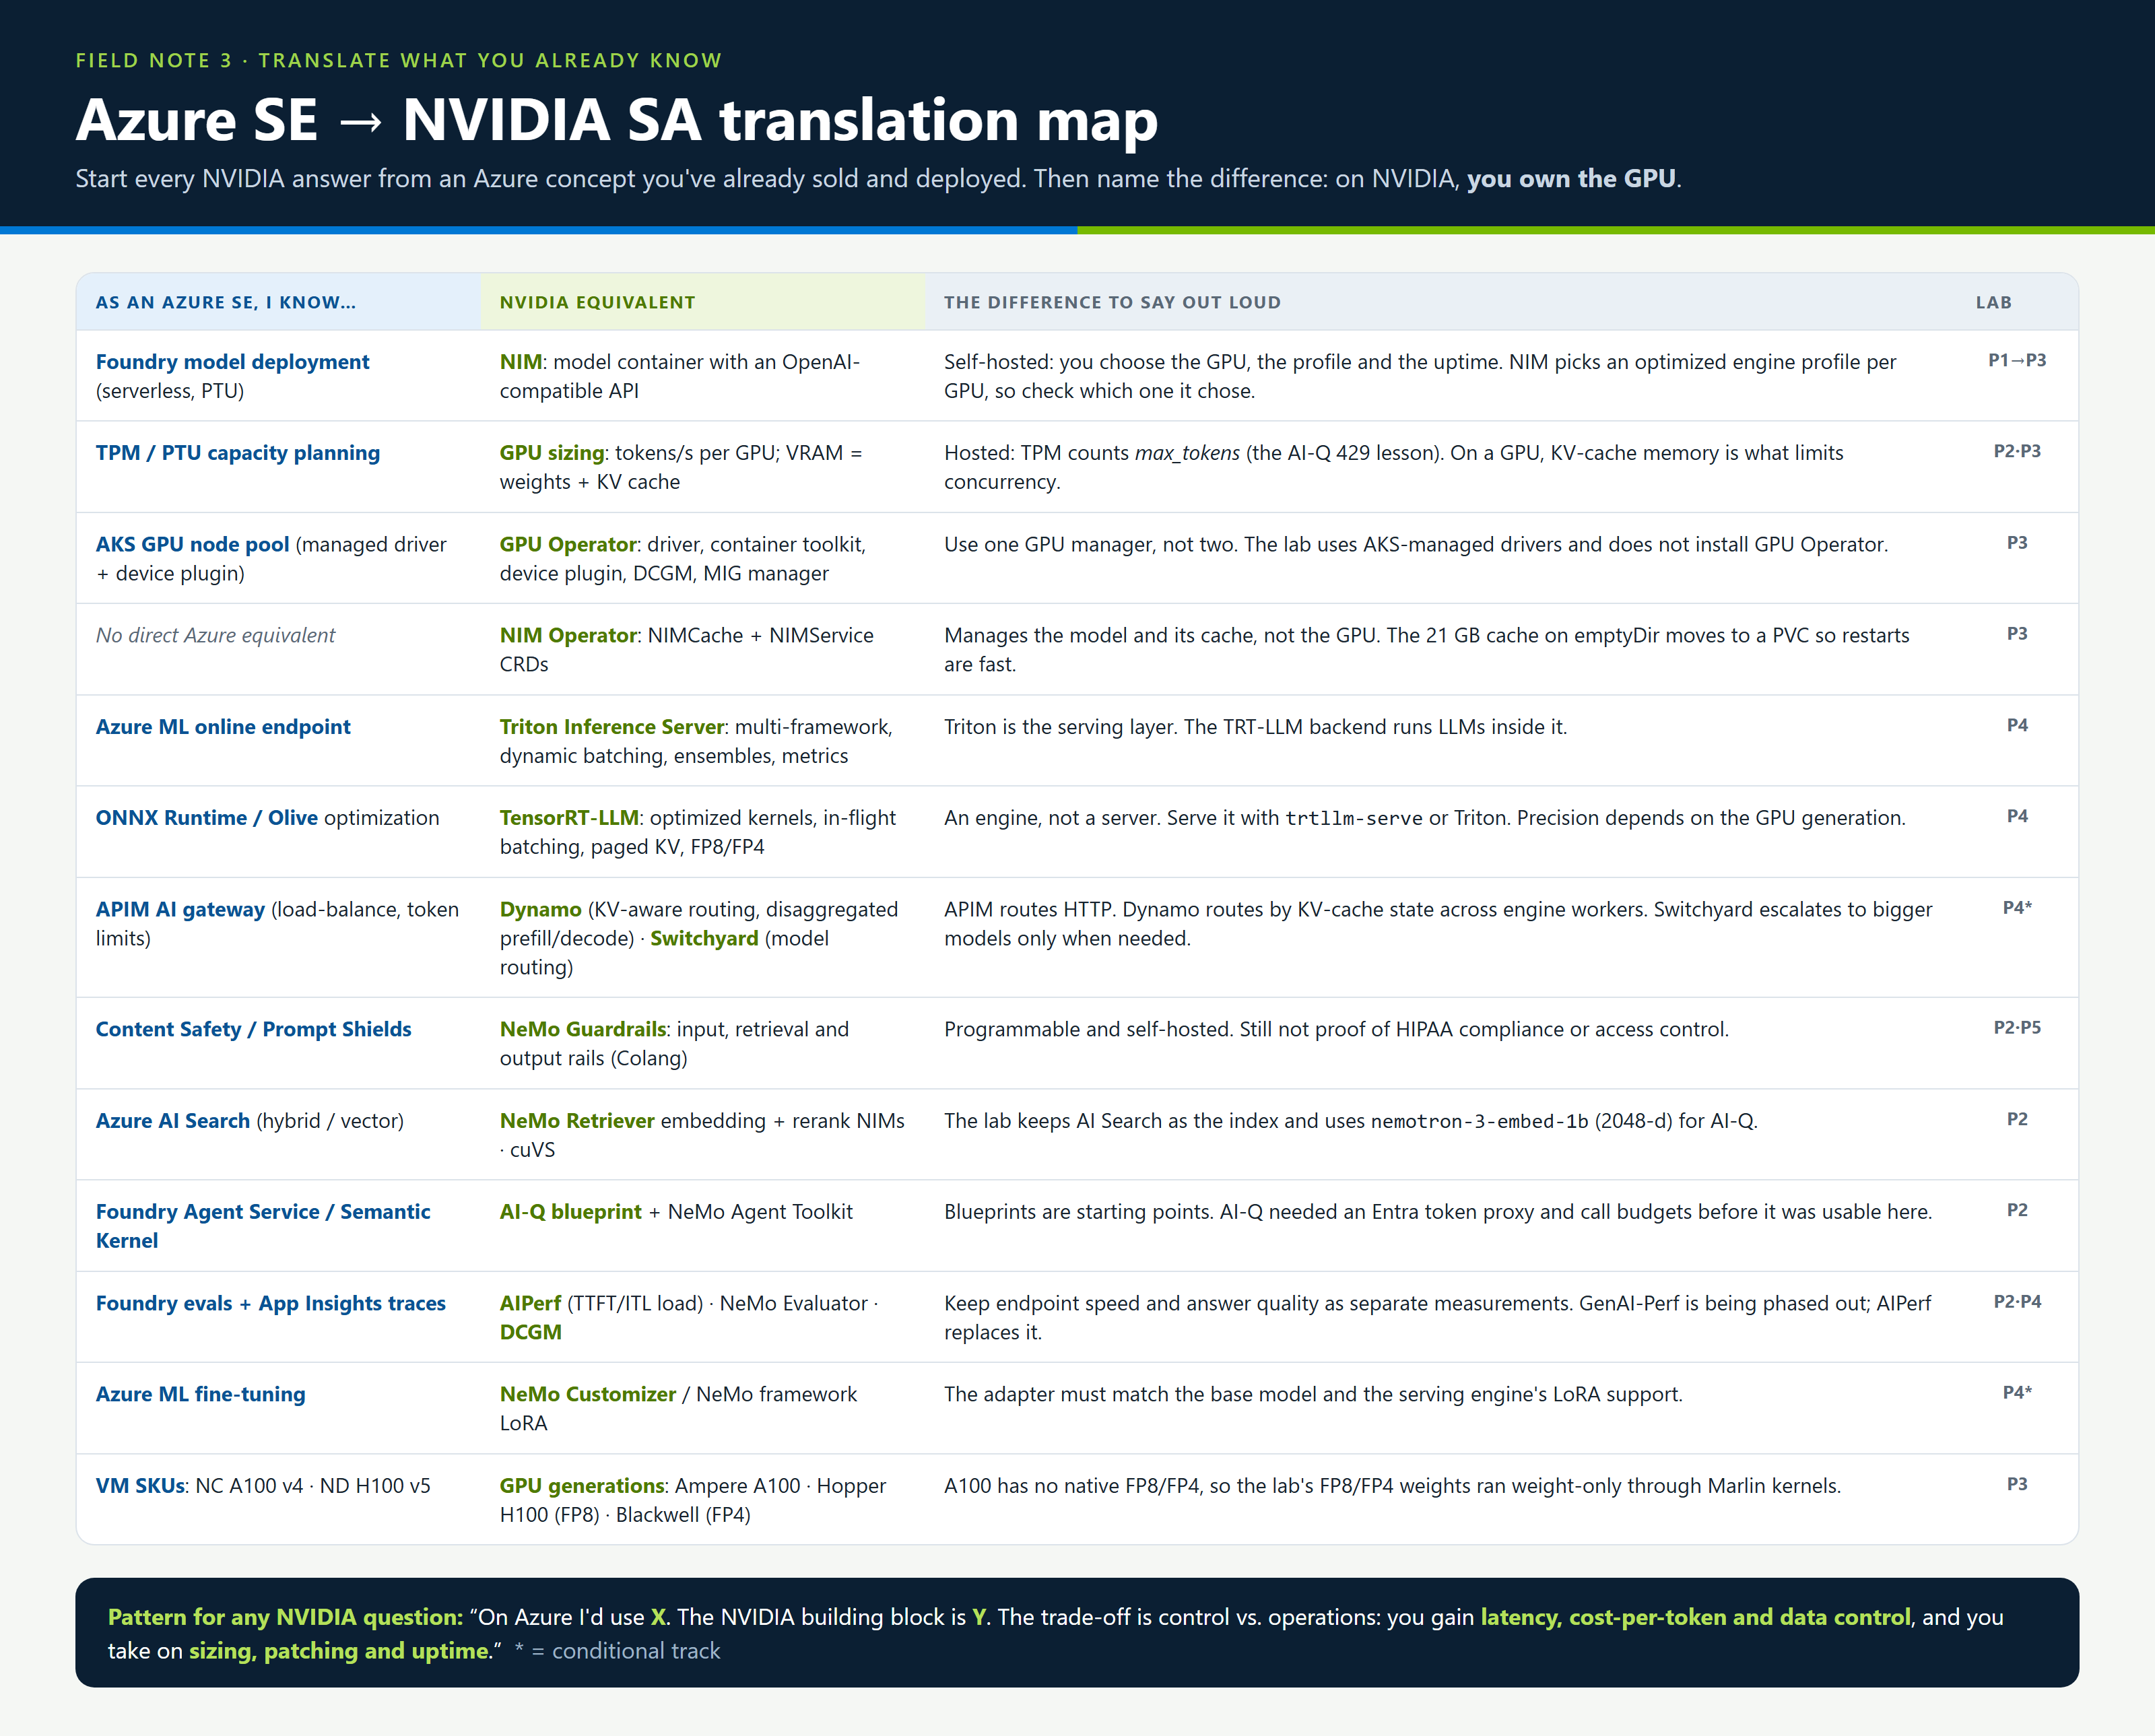 FIELD NOTE 3 · TRANSLATE WHAT YOU ALREADY KNOW
Azure SE → NVIDIA SA translation map
Start every NVIDIA answer from an Azure concept you've already sold and deployed. Then name the difference: on NVIDIA, you own the GPU.
AS AN AZURE SE, I KNOW...
NVIDIA EQUIVALENT
THE DIFFERENCE TO SAY OUT LOUD
LAB
Foundry model deployment
(serverless, PTU)
NIM: model container with an OpenAI-
compatible API
Self-hosted: you choose the GPU, the profile and the uptime. NIM picks an optimized engine profile per
GPU, so check which one it chose.
P1→P3
TPM / PTU capacity planning
GPU sizing: tokens/s per GPU; VRAM =
weights + KV cache
Hosted: TPM counts max_tokens (the AI-Q 429 lesson). On a GPU, KV-cache memory is what limits
concurrency.
P2·P3
AKS GPU node pool (managed driver
+ device plugin)
GPU Operator: driver, container toolkit,
device plugin, DCGM, MIG manager
Use one GPU manager, not two. The lab uses AKS-managed drivers and does not install GPU Operator.
P3
No direct Azure equivalent
NIM Operator: NIMCache + NIMService
CRDs
Manages the model and its cache, not the GPU. The 21 GB cache on emptyDir moves to a PVC so restarts
are fast.
P3
Azure ML online endpoint
Triton Inference Server: multi-framework,
dynamic batching, ensembles, metrics
Triton is the serving layer. The TRT-LLM backend runs LLMs inside it.
P4
ONNX Runtime / Olive optimization
TensorRT-LLM: optimized kernels, in-flight
batching, paged KV, FP8/FP4
An engine, not a server. Serve it with trtllm-serve or Triton. Precision depends on the GPU generation.
P4
APIM AI gateway (load-balance, token
limits)
Dynamo (KV-aware routing, disaggregated
prefill/decode) · Switchyard (model
routing)
APIM routes HTTP. Dynamo routes by KV-cache state across engine workers. Switchyard escalates to bigger
models only when needed.
P4*
Content Safety / Prompt Shields
NeMo Guardrails: input, retrieval and
output rails (Colang)
Programmable and self-hosted. Still not proof of HIPAA compliance or access control.
P2·P5
Azure AI Search (hybrid / vector)
NeMo Retriever embedding + rerank NIMs
· cuVS
The lab keeps AI Search as the index and uses nemotron-3-embed-1b (2048-d) for AI-Q.
P2
Foundry Agent Service / Semantic
Kernel
AI-Q blueprint + NeMo Agent Toolkit
Blueprints are starting points. AI-Q needed an Entra token proxy and call budgets before it was usable here.
P2
Foundry evals + App Insights traces
AIPerf (TTFT/ITL load) · NeMo Evaluator ·
DCGM
Keep endpoint speed and answer quality as separate measurements. GenAI-Perf is being phased out; AIPerf
replaces it.
P2·P4
Azure ML fine-tuning
NeMo Customizer / NeMo framework
LoRA
The adapter must match the base model and the serving engine's LoRA support.
P4*
VM SKUs: NC A100 v4 · ND H100 v5
GPU generations: Ampere A100 · Hopper
H100 (FP8) · Blackwell (FP4)
A100 has no native FP8/FP4, so the lab's FP8/FP4 weights ran weight-only through Marlin kernels.
P3
Pattern for any NVIDIA question: “On Azure I'd use X. The NVIDIA building block is Y. The trade-off is control vs. operations: you gain latency, cost-per-token and data control, and you
take on sizing, patching and uptime.” * = conditional track